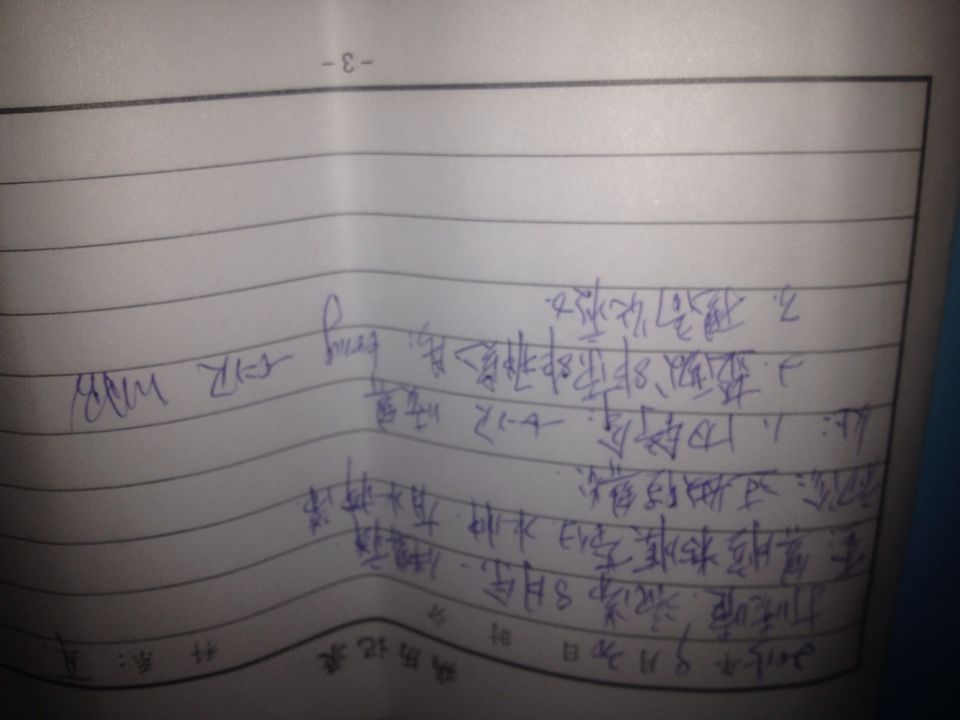 病历记录
2015年 9月30日 时 分 科 系: 耳
打喷嚏.流涕 8月余, 伴鼻痒
查:鼻腔粘膜苍白 水肿.有水样涕
初诊:过敏性鼻炎.
处: 1. 内舒拿: 一日一次 喷鼻
2. 盐酸非索非那定片: 60mg 一日二次
3. 提高免疫力.
-3-